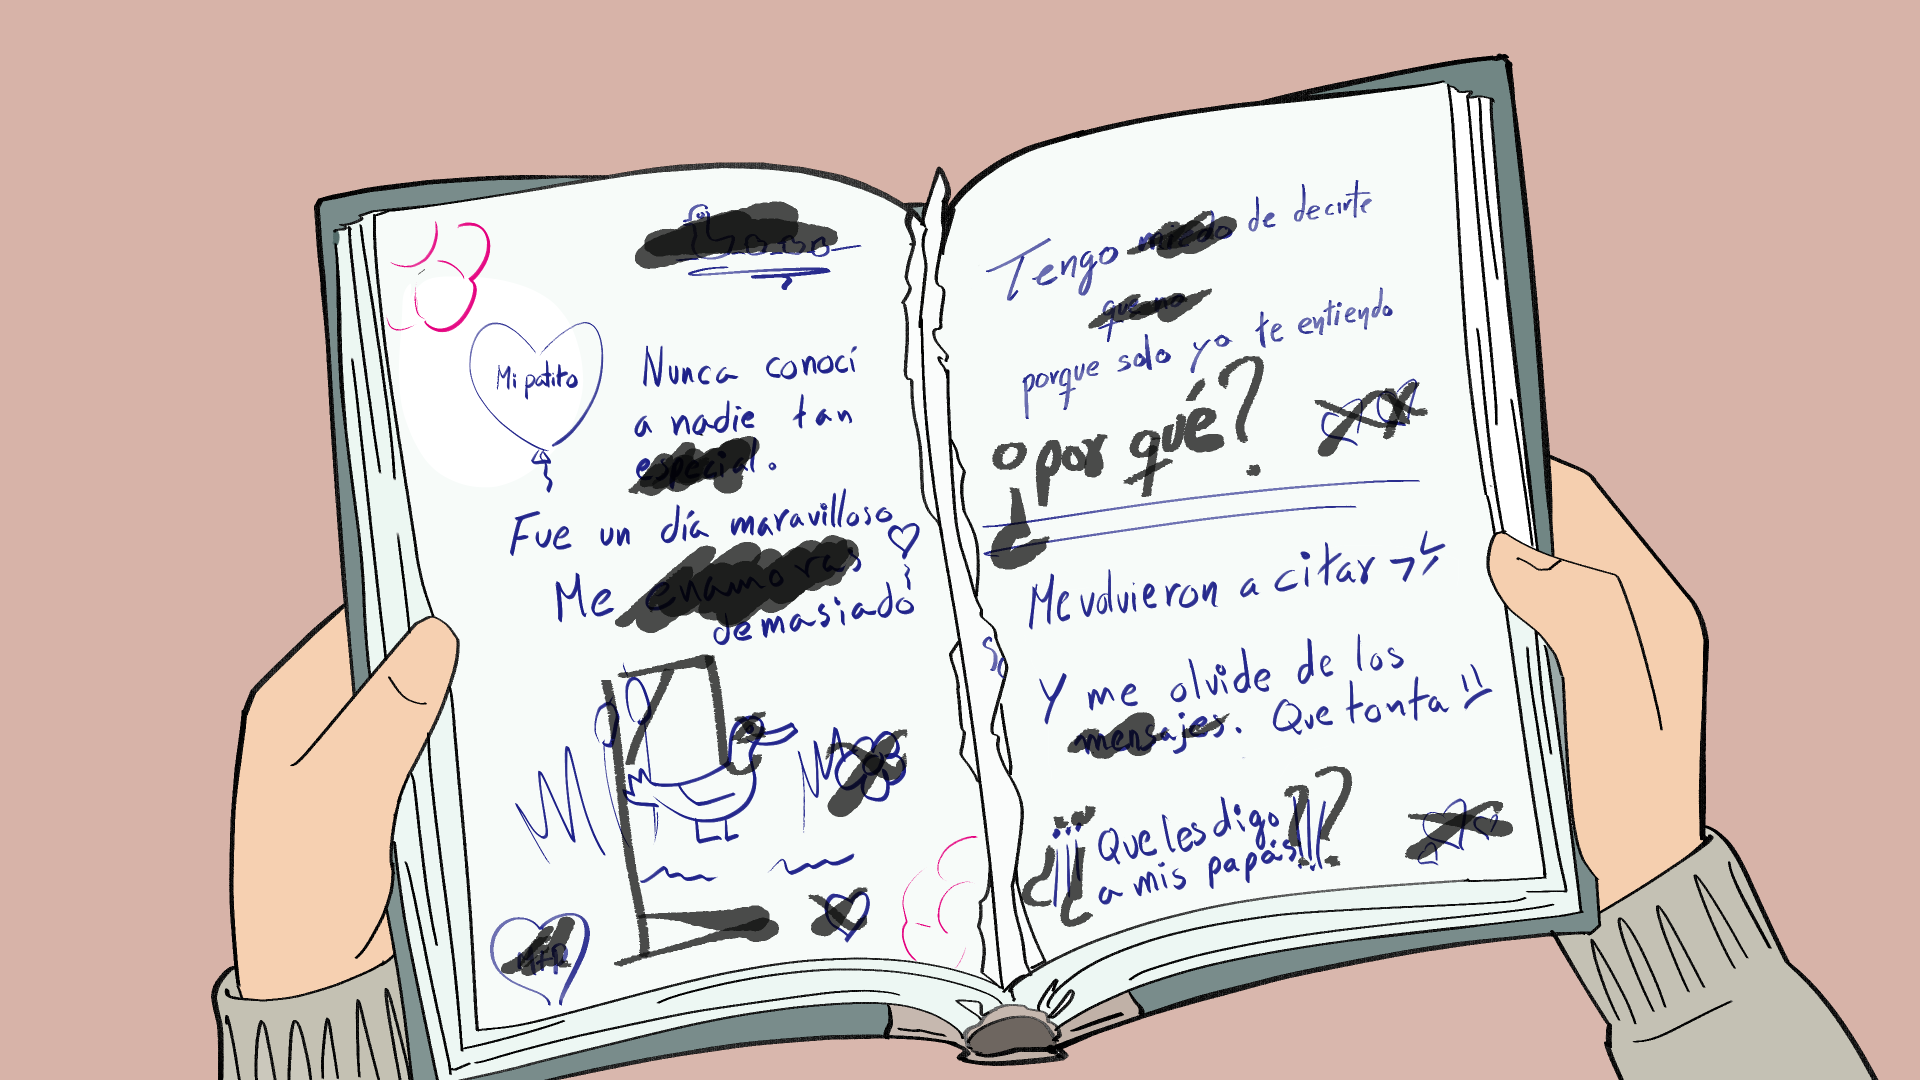 Mi patito
Nunca conocí
a nadie tan
especial.
Fue un día maravilloso
Me enamoras
demasiado
Tengo miedo de decirte
que no
porque solo yo te entiendo
¿por qué?
Me volvieron a citar
Y me olvide de los
mensajes. Que tonta
¿¡¡¡Que les digo
a mis papás!!!??